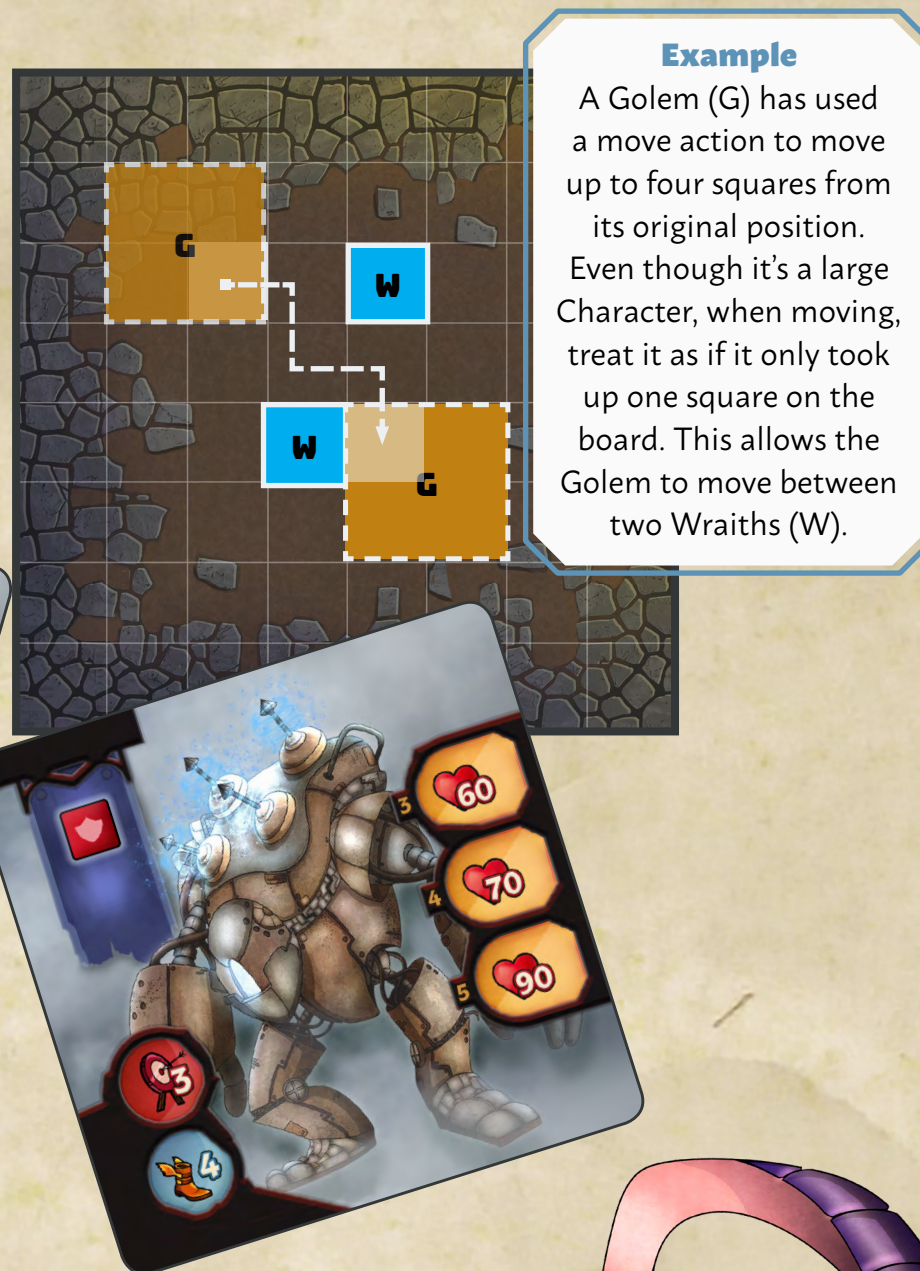 Example
A Golem (G) has used
a move action to move
up to four squares from
its original position.
Even though it’s a large
Character, when moving,
treat it as if it only took
up one square on the
board. This allows the
Golem to move between
two Wraiths (W).
G
W
W
G
3 60
4 70
5 90
3
4